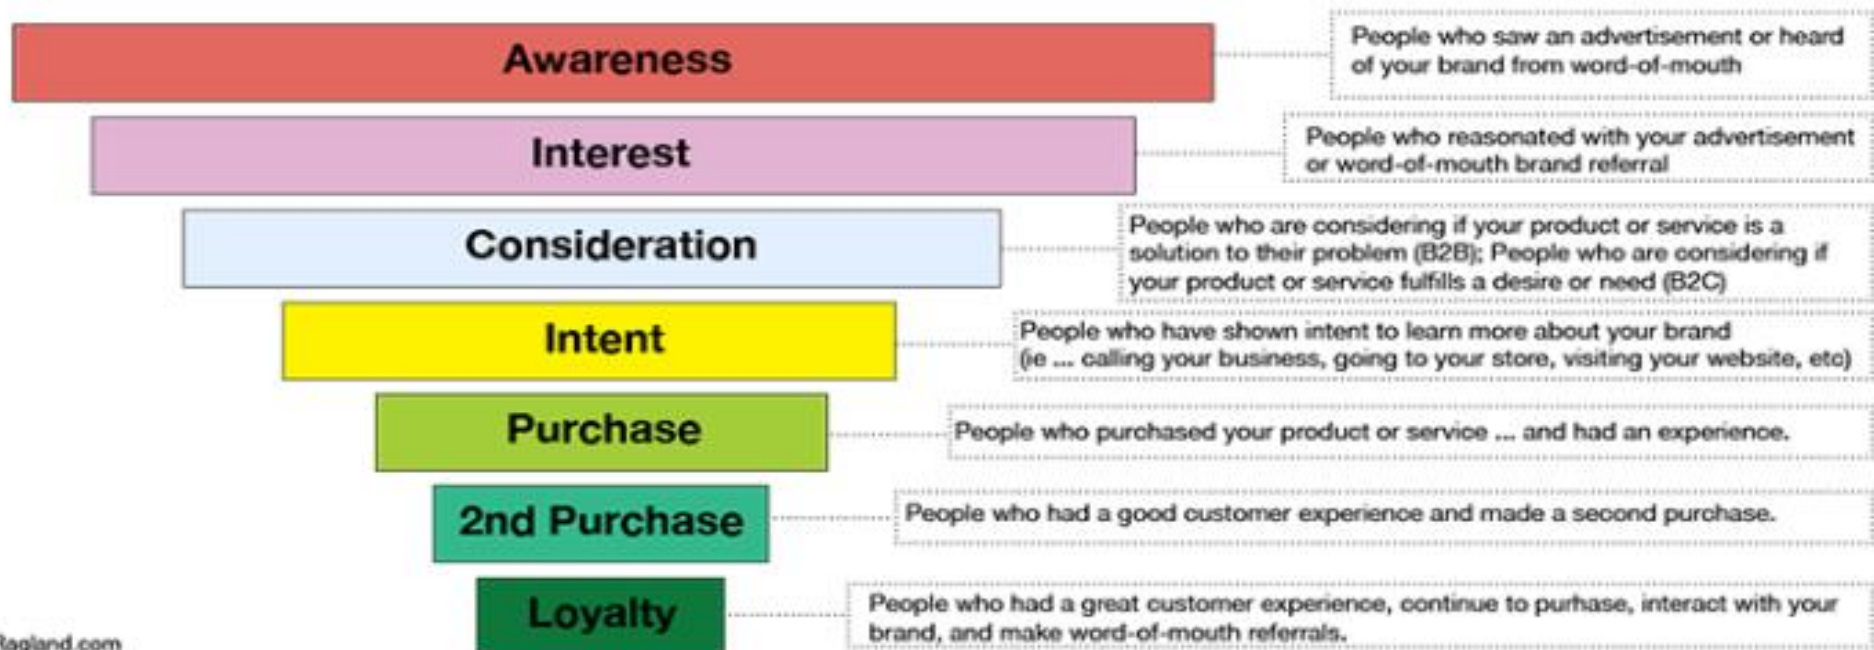 Awareness
People who saw an advertisement or heard
of your brand from word-of-mouth
Interest
People who reasonated with your advertisement
or word-of-mouth brand referral
Consideration
People who are considering if your product or service is a
solution to their problem (B2B); People who are considering if
your product or service fulfills a desire or need (B2C)
Intent
People who have shown intent to learn more about your brand
(ie ... calling your business, going to your store, visiting your website, etc)
Purchase
People who purchased your product or service ... and had an experience.
2nd Purchase
People who had a good customer experience and made a second purchase.
Loyalty
People who had a great customer experience, continue to purhase, interact with your
brand, and make word-of-mouth referrals.
Ragland.com